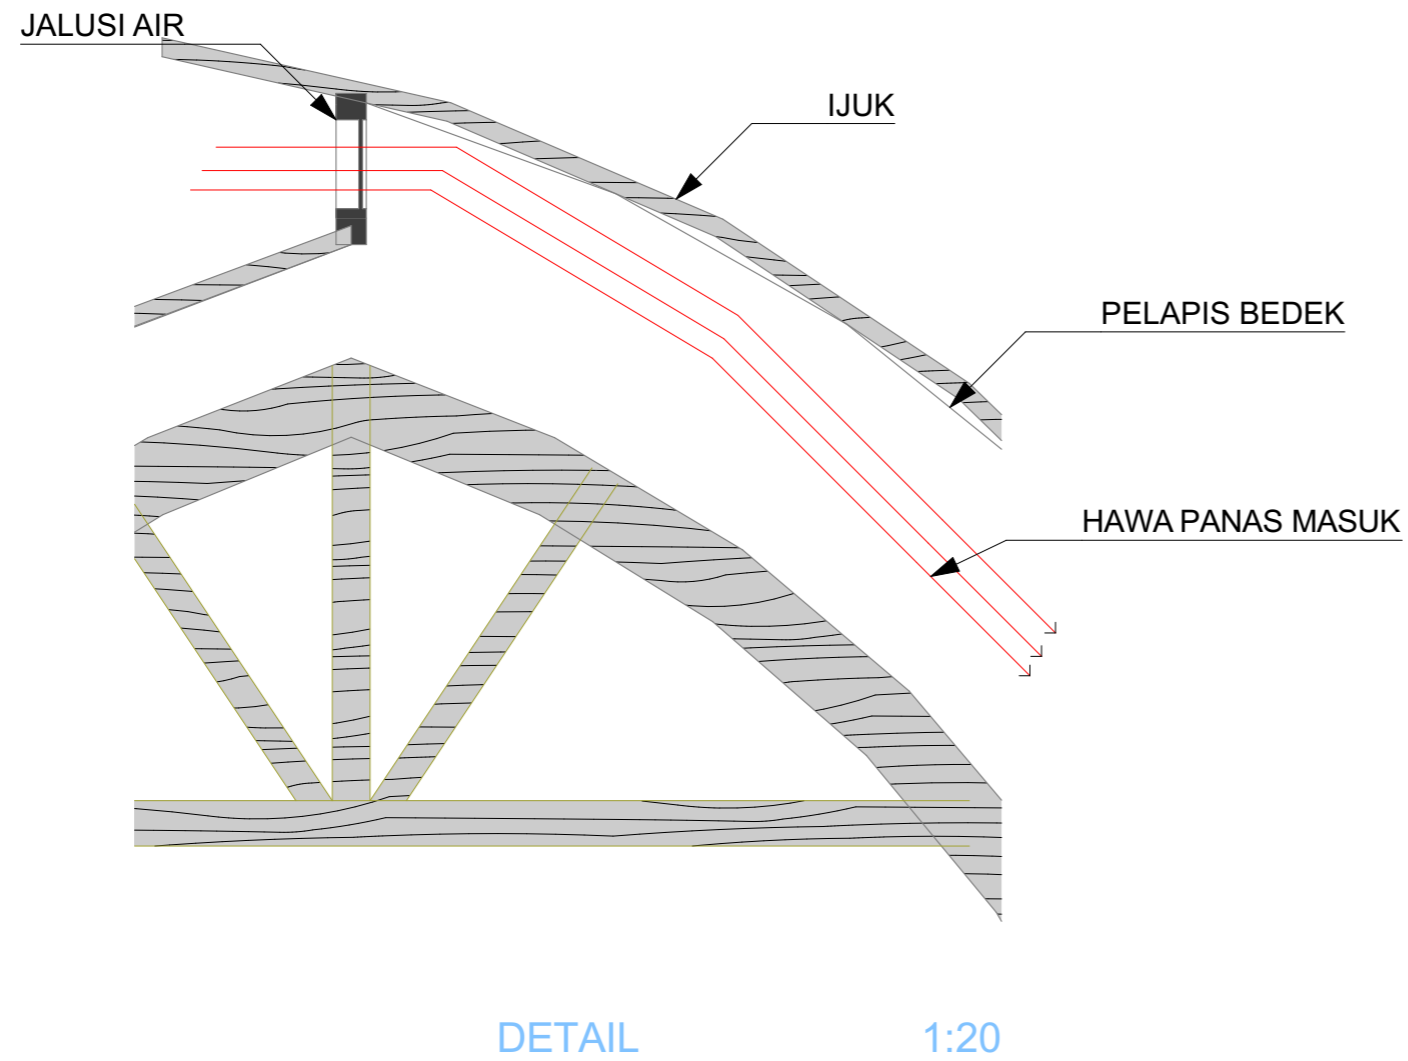 JALUSI AIR
IJUK
PELAPIS BEDEK
HAWA PANAS MASUK
DETAIL 1:20